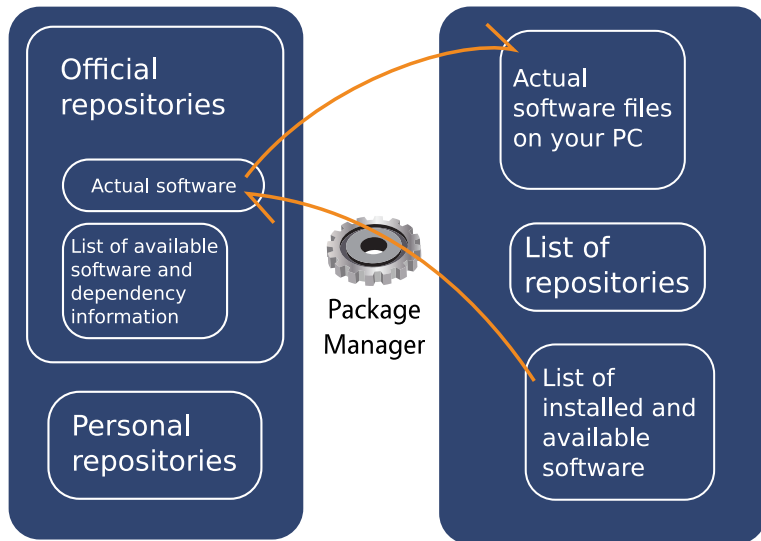 Official
repositories
Actual software
List of available
software and
dependency
information
Personal
repositories
Package
Manager
Actual
software files
on your PC
List of
repositories
List of
installed and
available
software